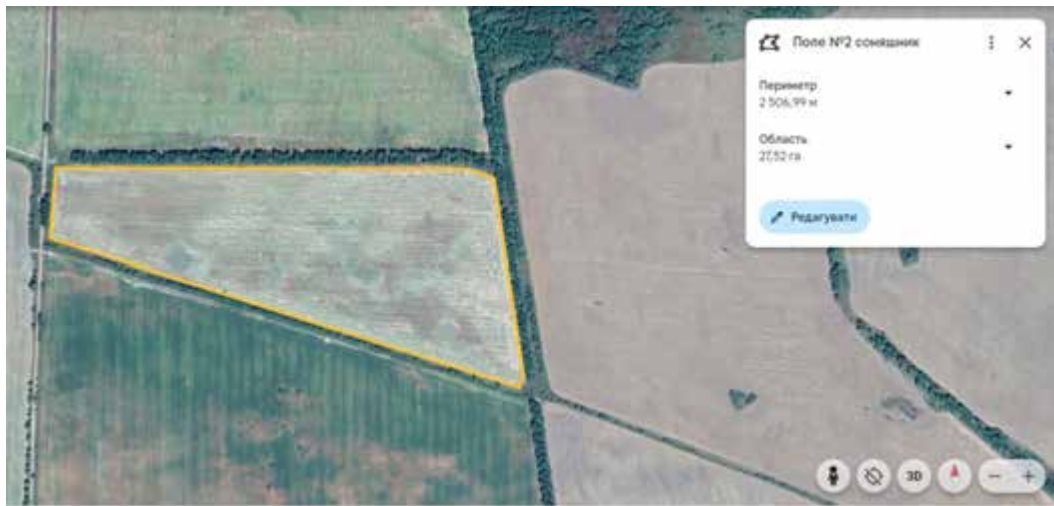 Поле №2 соняшник
Периметр
2 506,99 м
Область
27,52 га
Редагувати
3D